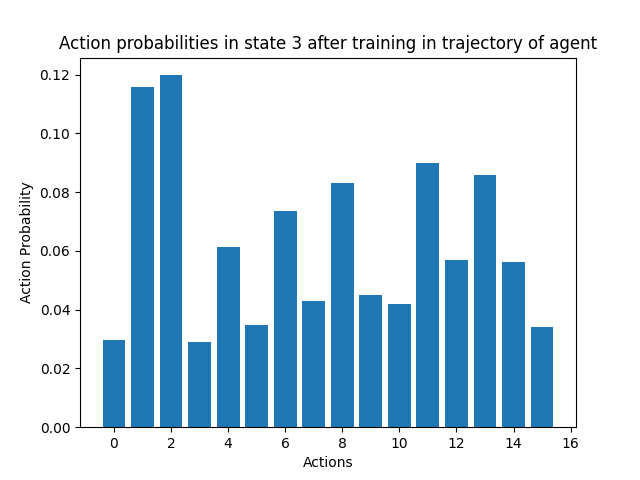 Action probabilities in state 3 after training in trajectory of agent
0.12
0.10
0.08
0.06
0.04
0.02
0.00
Action Probability
0 2 4 6 8 10 12 14 16
Actions